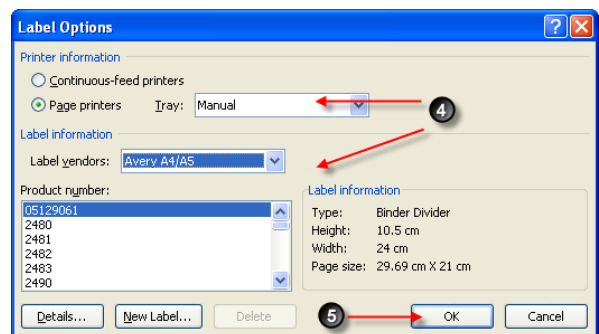 Label Options
Printer information
Continuous-feed printers
Page printers Tray: Manual
4
Label information
Label vendors: Avery A4/A5
Product number:
05129061
2480
2481
2482
2483
2490
Label information
Type: Binder Divider
Height: 10.5 cm
Width: 24 cm
Page size: 29.69 cm X 21 cm
Details... New Label... Delete 5 OK Cancel